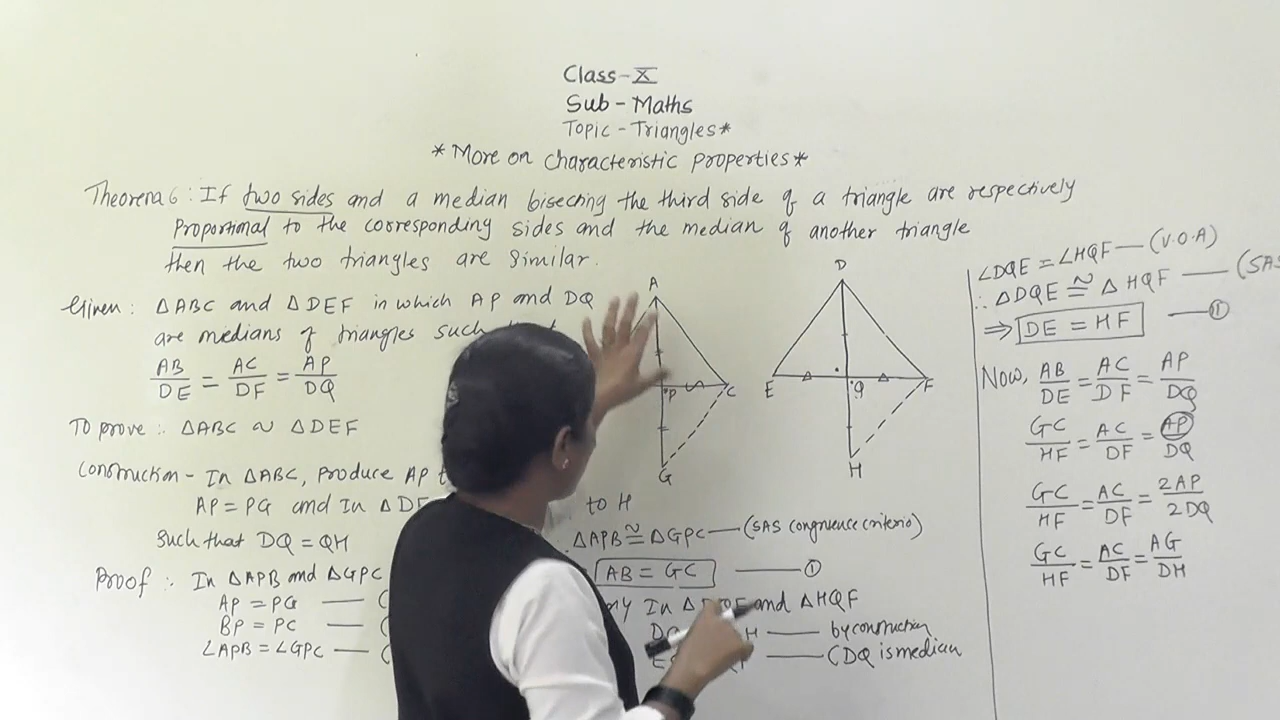 Class-X
Sub-Maths
Topic-Triangles*
*More on characteristic properties*
Theorem 6: If two sides and a median bisecting the third side of a triangle are respectively
Proportional to the corresponding sides and the median of another triangle
then the two triangles are Similar.
Given: ΔABC and ΔDEF in which AP and DQ
are medians of triangles such
AB/DE = AC/DF = AP/DQ
To prove:. ΔABC ~ ΔDEF
Construction - In ΔABC, produce AP
AP = PG and In ΔDE
such that DQ = QH
to H
Proof:. In ΔAPB and ΔGPC
AP = PG
BP = PC
∠APB = ∠GPC
A
P
C
G
D
E
Q
F
H
ΔAPB ≅ ΔGPC — (SAS congruence criterio)
AB = GC — ①
In Δ and ΔHQF
H — by construction
(DQ is median
∠DQE = ∠HQF — (V.O.A)
∴ ΔDQE ≅ ΔHQF — (SAS
⇒ DE = HF — ①
Now, AB/DE = AC/DF = AP/DQ
GC/HF = AC/DF = AP/DQ
GC/HF = AC/DF = 2AP/2DQ
GC/HF = AC/DF = AG/DH